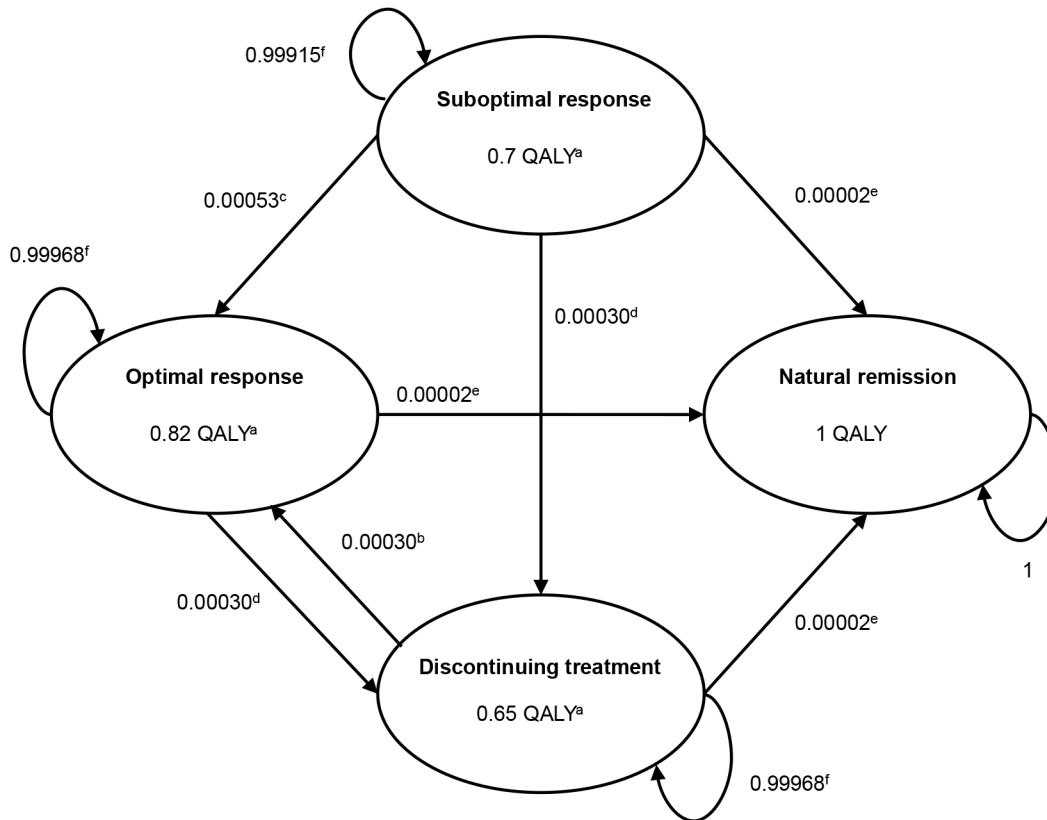 0.99915ᶠ
Suboptimal response
0.7 QALYᵃ
0.00053ᶜ
0.00002ᵉ
0.99968ᶠ
0.00030ᵈ
Optimal response
0.82 QALYᵃ
0.00002ᵉ
Natural remission
1 QALY
0.00030ᵇ
0.00030ᵈ
1
0.00002ᵉ
Discontinuing treatment
0.65 QALYᵃ
0.99968ᶠ